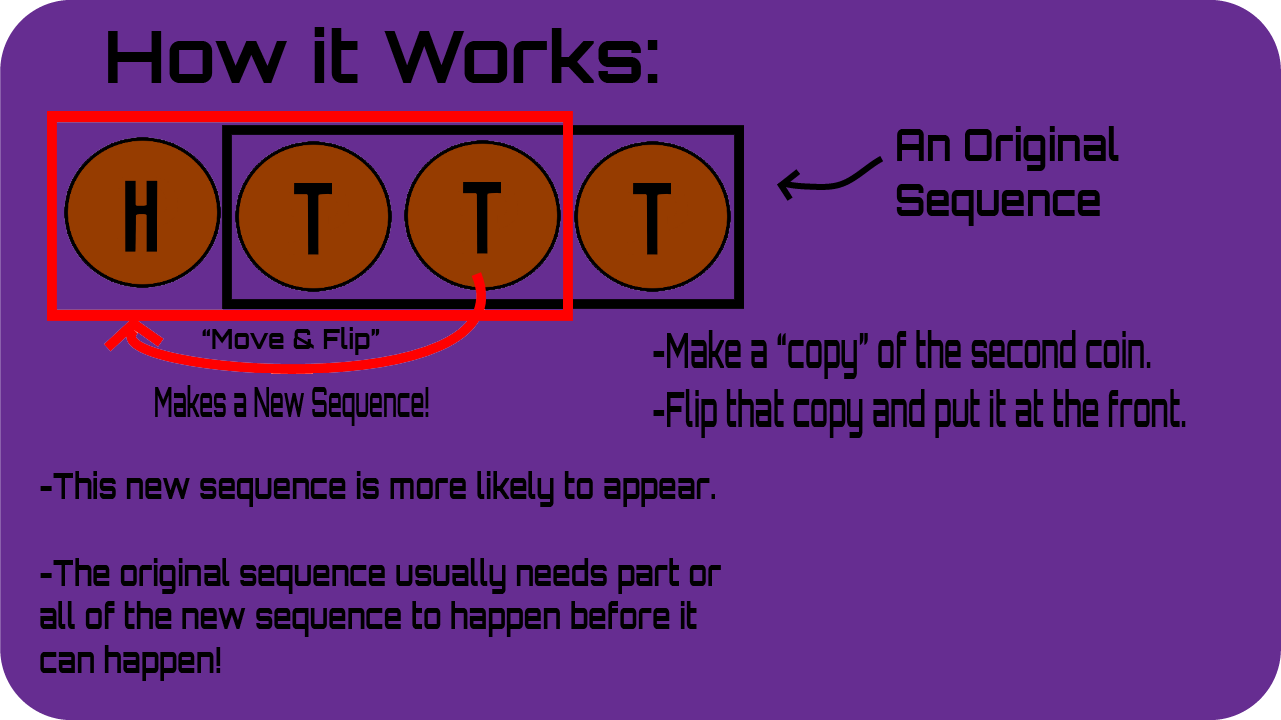 How it Works:
H T T T
An Original
Sequence
“Move & Flip”
Makes a New Sequence!
-Make a “copy” of the second coin.
-Flip that copy and put it at the front.
-This new sequence is more likely to appear.
-The original sequence usually needs part or
all of the new sequence to happen before it
can happen!